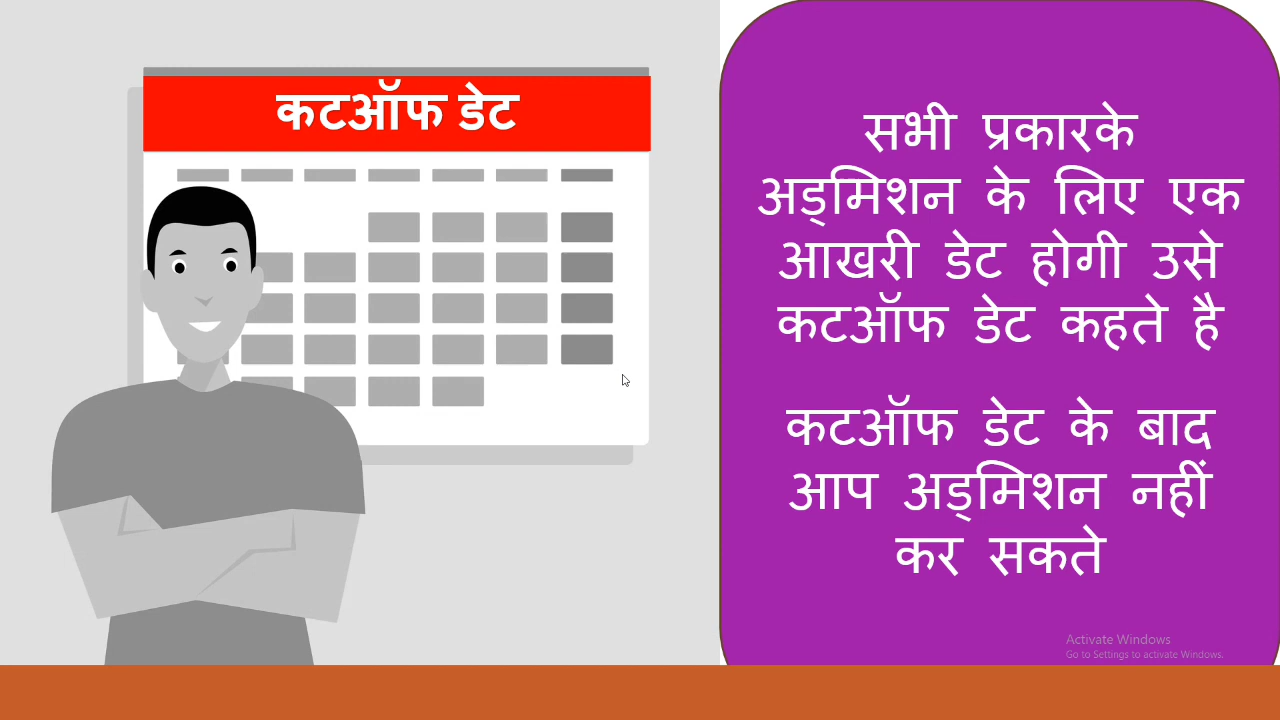 कटऑफ डेट
सभी प्रकारके
अड्मिशन के लिए एक
आखरी डेट होगी उसे
कटऑफ डेट कहते है
कटऑफ डेट के बाद
आप अड्मिशन नहीं
कर सकते
Activate Windows
Go to Settings to activate Windows.